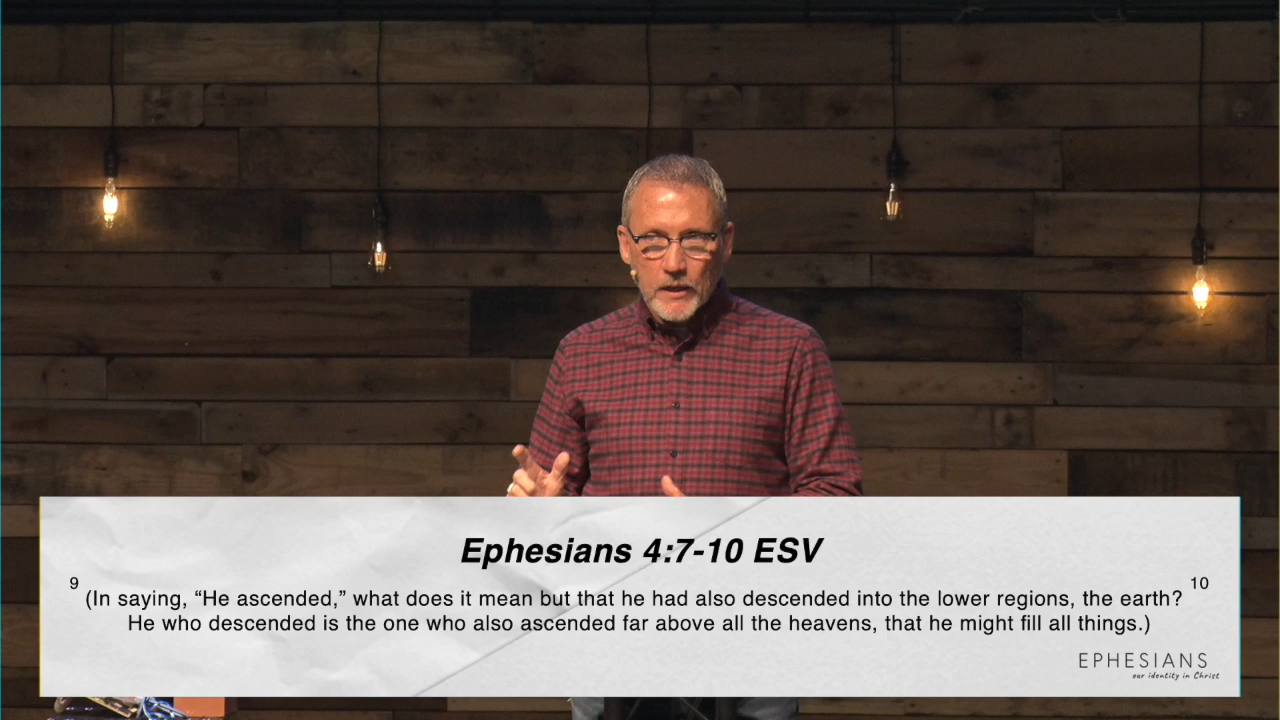 Ephesians 4:7-10 ESV
9 (In saying, “He ascended,” what does it mean but that he had also descended into the lower regions, the earth? 10
He who descended is the one who also ascended far above all the heavens, that he might fill all things.)
EPHESIANS
our identity in Christ